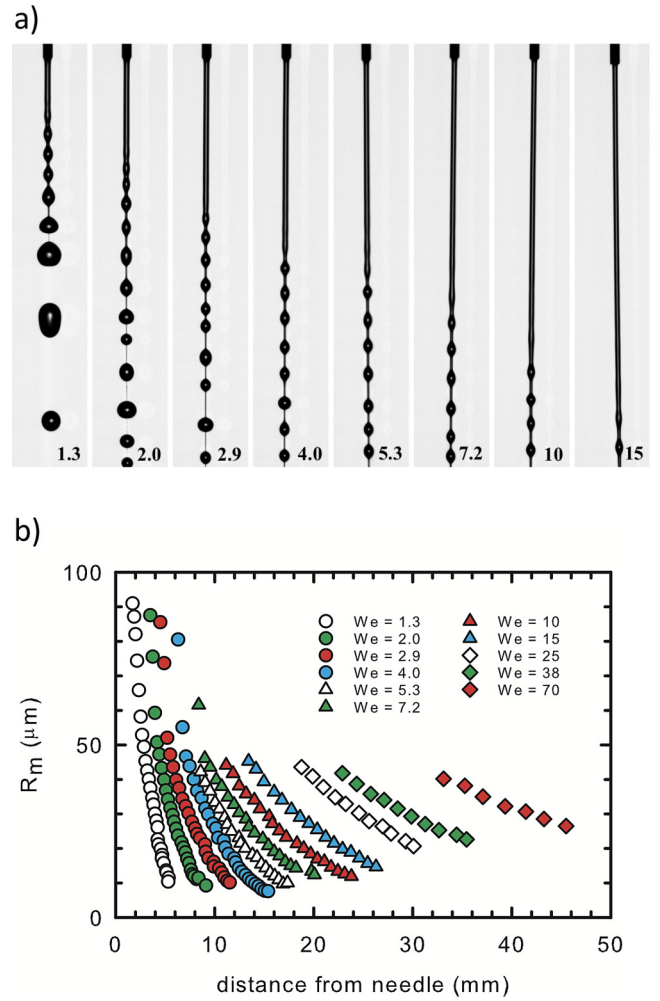 a)
1.3 2.0 2.9 4.0 5.3 7.2 10 15
b)
100
50
0
0 10 20 30 40 50
Rm (μm)
distance from needle (mm)
We = 1.3
We = 2.0
We = 2.9
We = 4.0
We = 5.3
We = 7.2
We = 10
We = 15
We = 25
We = 38
We = 70